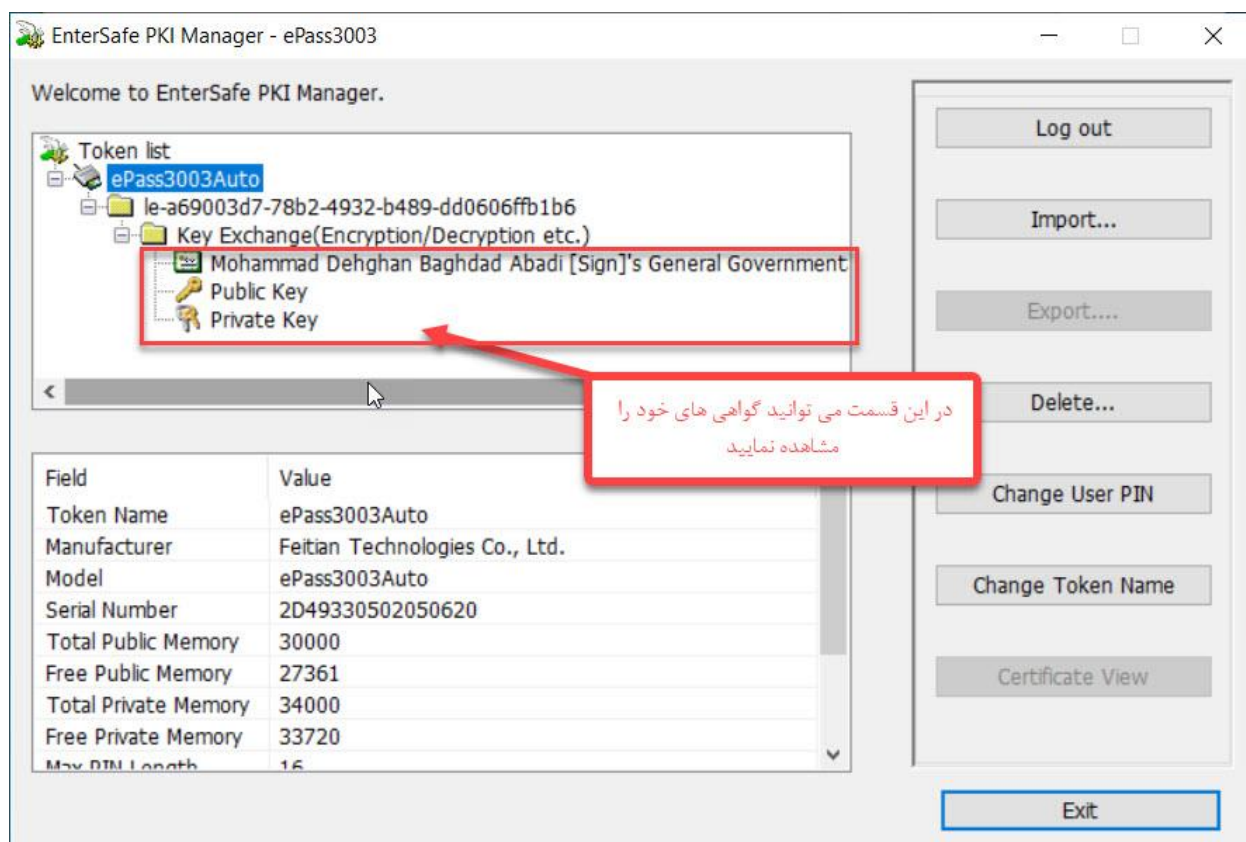 EnterSafe PKI Manager - ePass3003
Welcome to EnterSafe PKI Manager.
Token list
ePass3003Auto
le-a69003d7-78b2-4932-b489-dd0606ffb1b6
Key Exchange(Encryption/Decryption etc.)
Mohammad Dehghan Baghdad Abadi [Sign]'s General Government
Public Key
Private Key
در این قسمت می توانید گواهی های خود را
مشاهده نمایید
Field Value
Token Name ePass3003Auto
Manufacturer Feitian Technologies Co., Ltd.
Model ePass3003Auto
Serial Number 2D49330502050620
Total Public Memory 30000
Free Public Memory 27361
Total Private Memory 34000
Free Private Memory 33720
Max PIN Length 16
Log out
Import...
Export....
Delete...
Change User PIN
Change Token Name
Certificate View
Exit